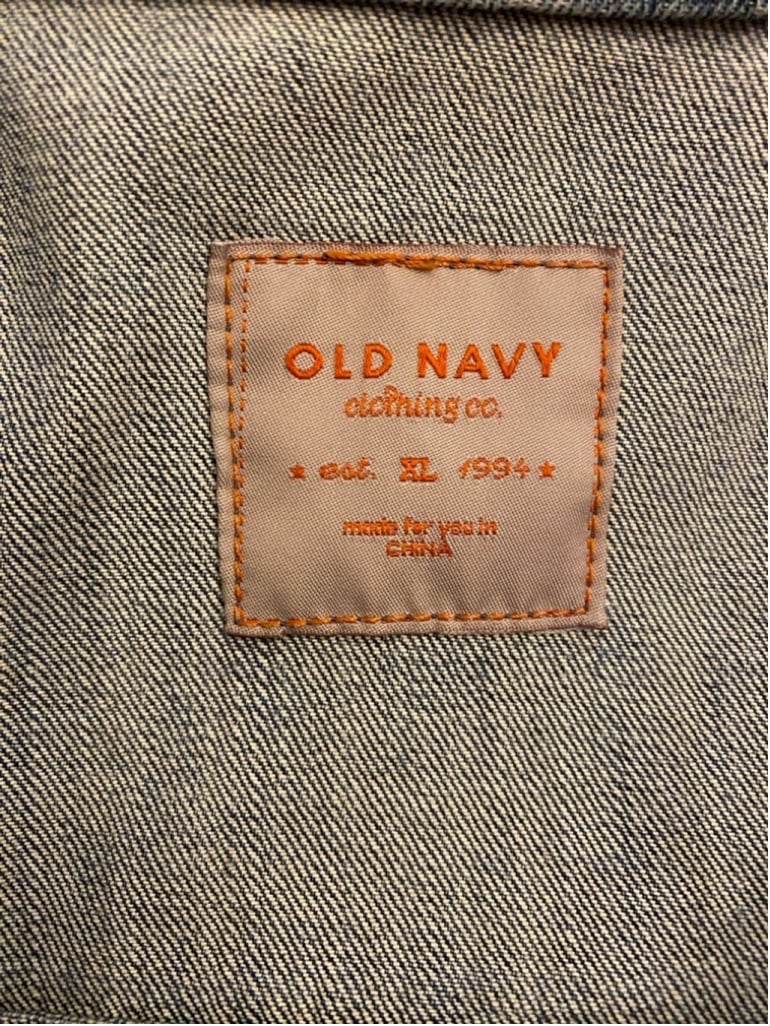 OLD NAVY
clothing co.
★ est. XL 1994 ★
made for you in
CHINA